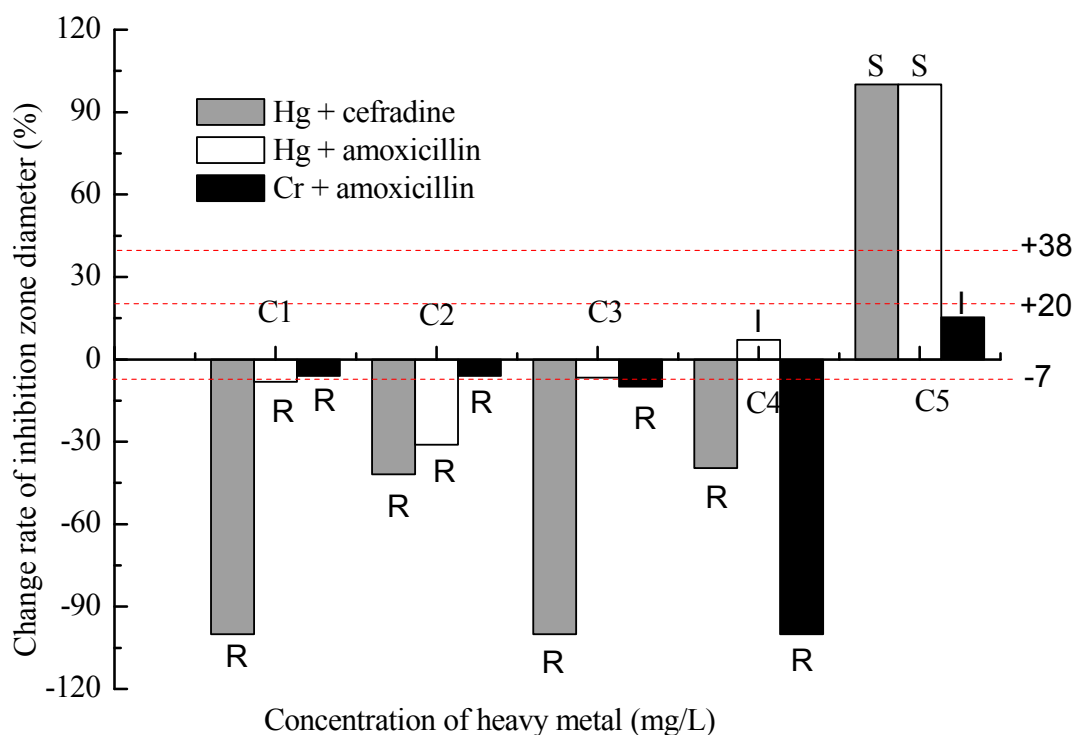 Change rate of inhibition zone diameter (%)
120
90
60
30
0
-30
-60
-90
-120
Hg + cefradine
Hg + amoxicillin
Cr + amoxicillin
S S
+38
+20
-7
C1 C2 C3 I I
C4 C5
R R R R
R R R
R R R
Concentration of heavy metal (mg/L)